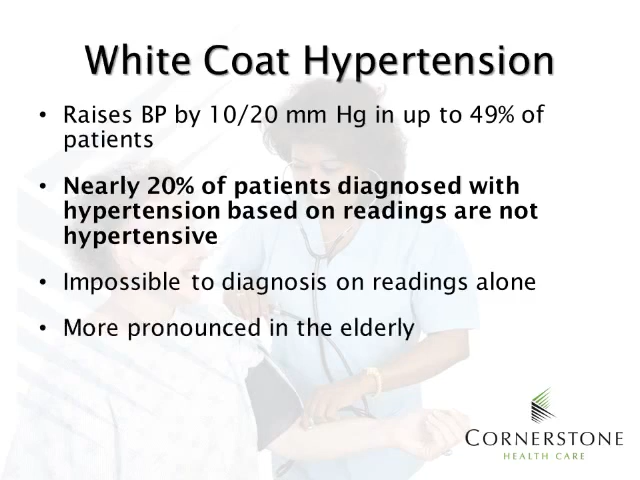 White Coat Hypertension
• Raises BP by 10/20 mm Hg in up to 49% of
patients
• Nearly 20% of patients diagnosed with
hypertension based on readings are not
hypertensive
• Impossible to diagnosis on readings alone
• More pronounced in the elderly
CORNERSTONE
HEALTH CARE